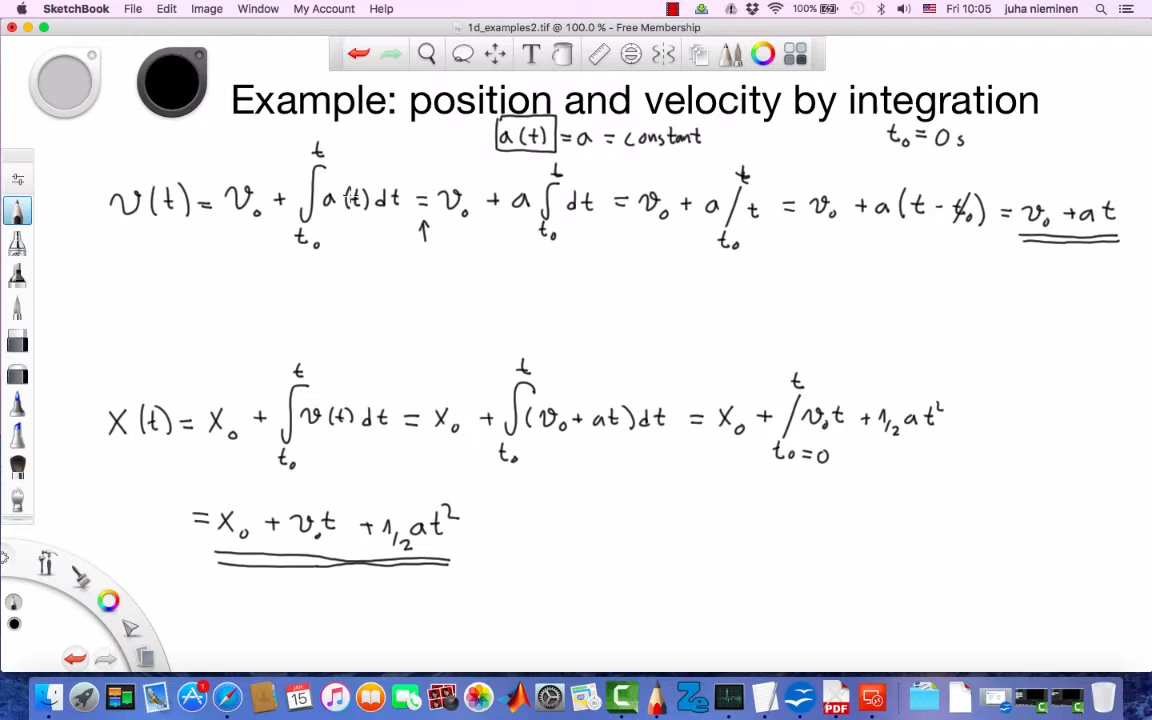 SketchBook File Edit Image Window My Account Help 100% Fri 10:05 juha nieminen
1d_examples2.tif @ 100.0 % - Free Membership
Example: position and velocity by integration
a(t) = a = constant t₀ = 0 s
v(t) = v₀ + ∫_{t₀}^{t} a(t) dt = v₀ + a ∫_{t₀}^{t} dt = v₀ + a /_{t₀}^{t} t = v₀ + a(t - t₀) = v₀ + at
↑
x(t) = x₀ + ∫_{t₀}^{t} v(t) dt = x₀ + ∫_{t₀}^{t} (v₀ + at) dt = x₀ + /_{t₀=0}^{t} v₀t + 1/2 at²
= x₀ + v₀t + 1/2 at²
JAN
15
1
PDF